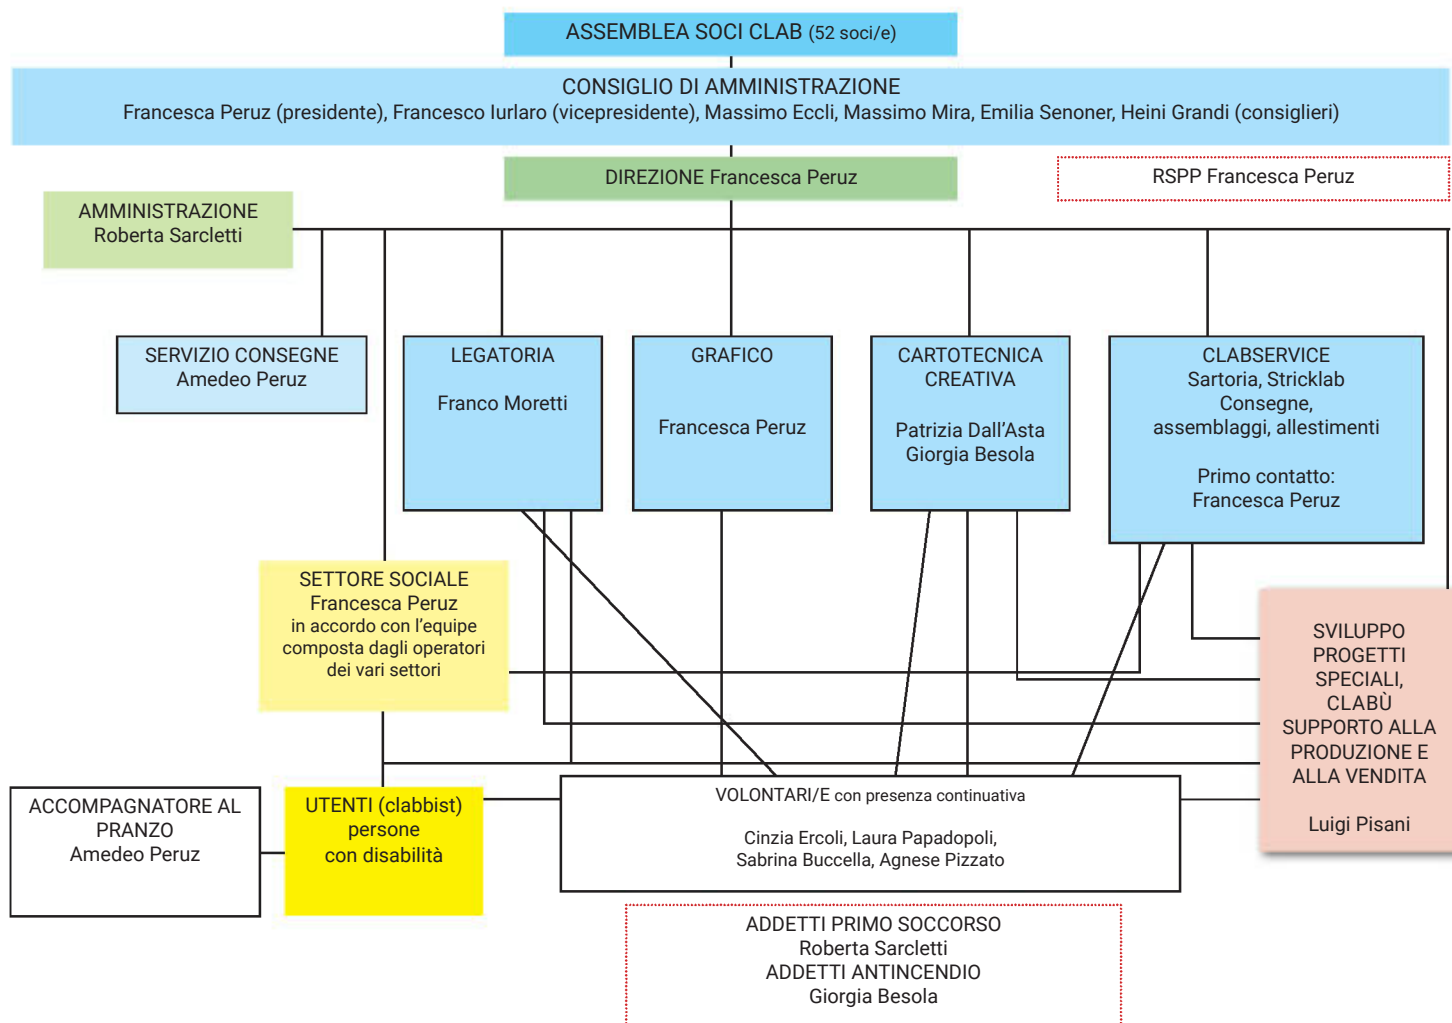 ASSEMBLEA SOCI CLAB (52 soci/e)
CONSIGLIO DI AMMINISTRAZIONE
Francesca Peruz (presidente), Francesco Iurlaro (vicepresidente), Massimo Eccli, Massimo Mira, Emilia Senoner, Heini Grandi (consiglieri)
DIREZIONE Francesca Peruz
RSPP Francesca Peruz
AMMINISTRAZIONE
Roberta Sarcletti
SERVIZIO CONSEGNE
Amedeo Peruz
LEGATORIA
Franco Moretti
GRAFICO
Francesca Peruz
CARTOTECNICA
CREATIVA
Patrizia Dall'Asta
Giorgia Besola
CLABSERVICE
Sartoria, Stricklab
Consegne,
assemblaggi, allestimenti
Primo contatto:
Francesca Peruz
SETTORE SOCIALE
Francesca Peruz
in accordo con l'equipe
composta dagli operatori
dei vari settori
SVILUPPO
PROGETTI
SPECIALI,
CLABÙ
SUPPORTO ALLA
PRODUZIONE E
ALLA VENDITA
Luigi Pisani
ACCOMPAGNATORE AL
PRANZO
Amedeo Peruz
UTENTI (clabbist)
persone
con disabilità
VOLONTARI/E con presenza continuativa
Cinzia Ercoli, Laura Papadopoli,
Sabrina Buccella, Agnese Pizzato
ADDETTI PRIMO SOCCORSO
Roberta Sarcletti
ADDETTI ANTINCENDIO
Giorgia Besola